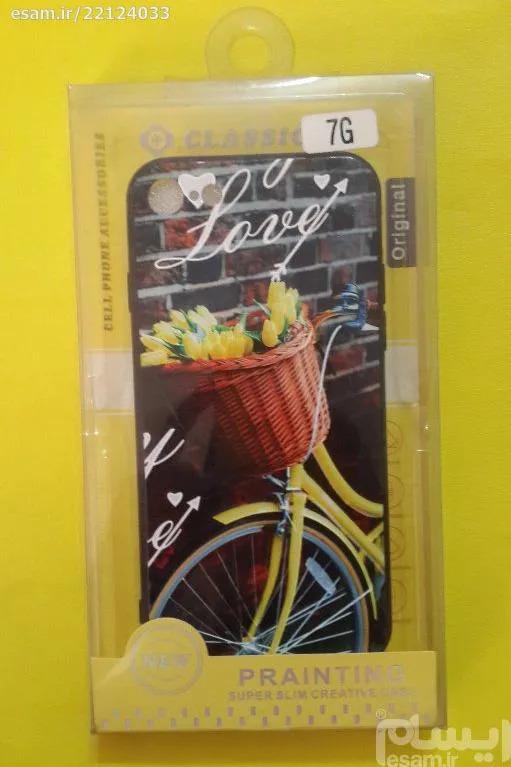 esam.ir/22124033
CLASSIC
7G
CELL PHONE ACCESSORIES
Original
Love
NEW
PRAINTING
SUPER SLIM CREATIVE CASE
ایسام
esam.ir